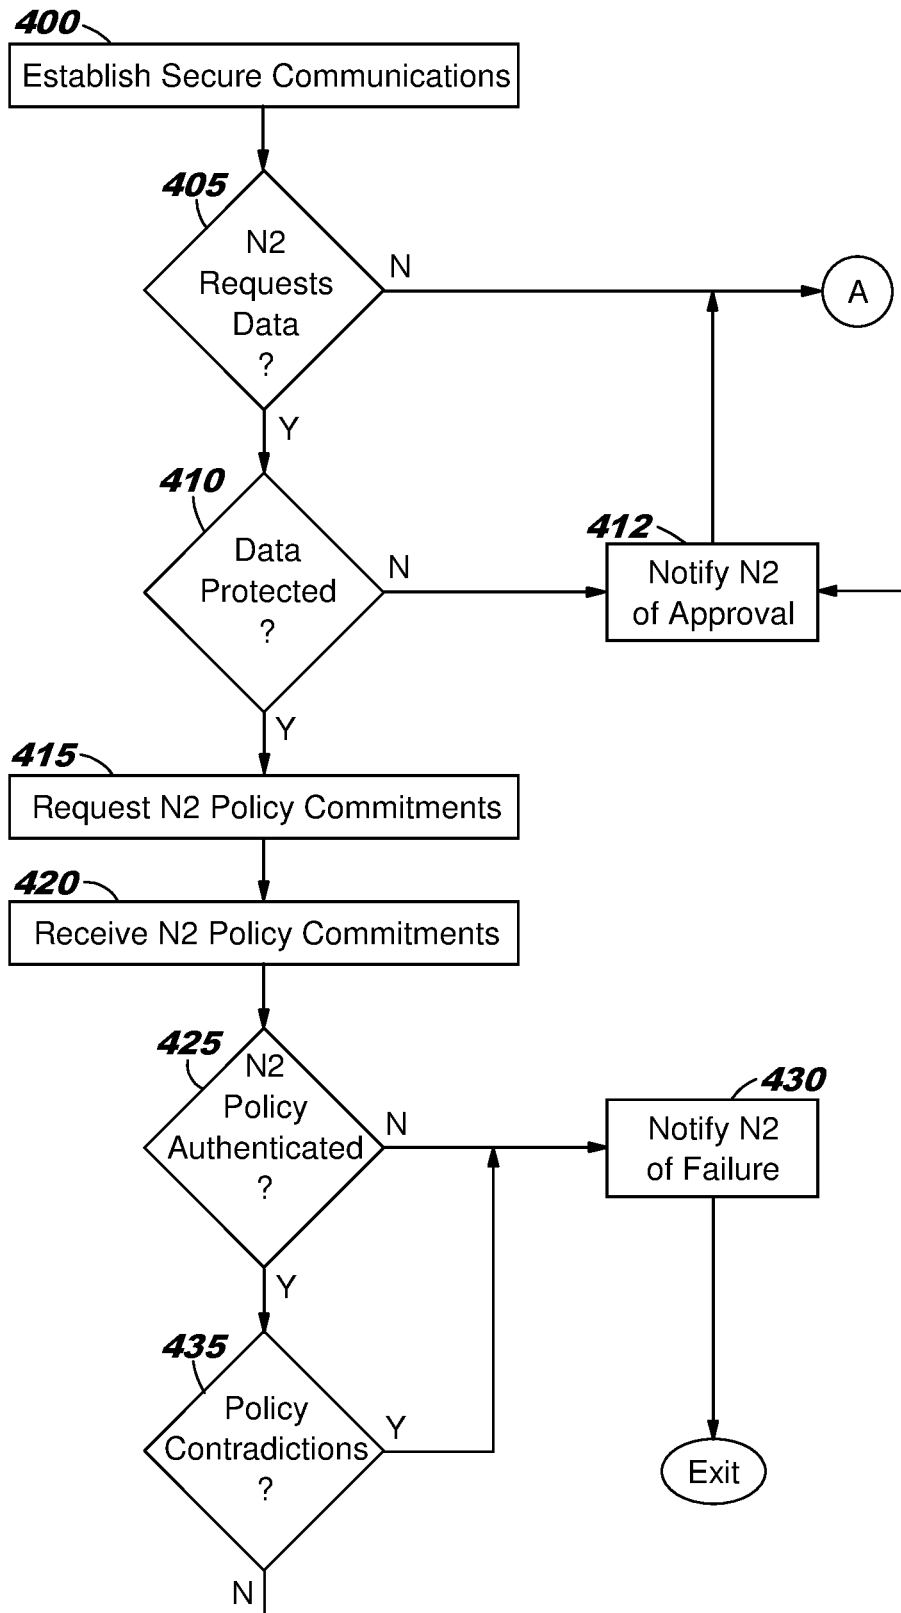 400
Establish Secure Communications
405
N2
Requests
Data
?
N
A
Y
410
Data
Protected
?
N
412
Notify N2
of Approval
Y
415
Request N2 Policy Commitments
420
Receive N2 Policy Commitments
425
N2
Policy
Authenticated
?
N
430
Notify N2
of Failure
Y
435
Policy
Contradictions
?
Y
Exit
N